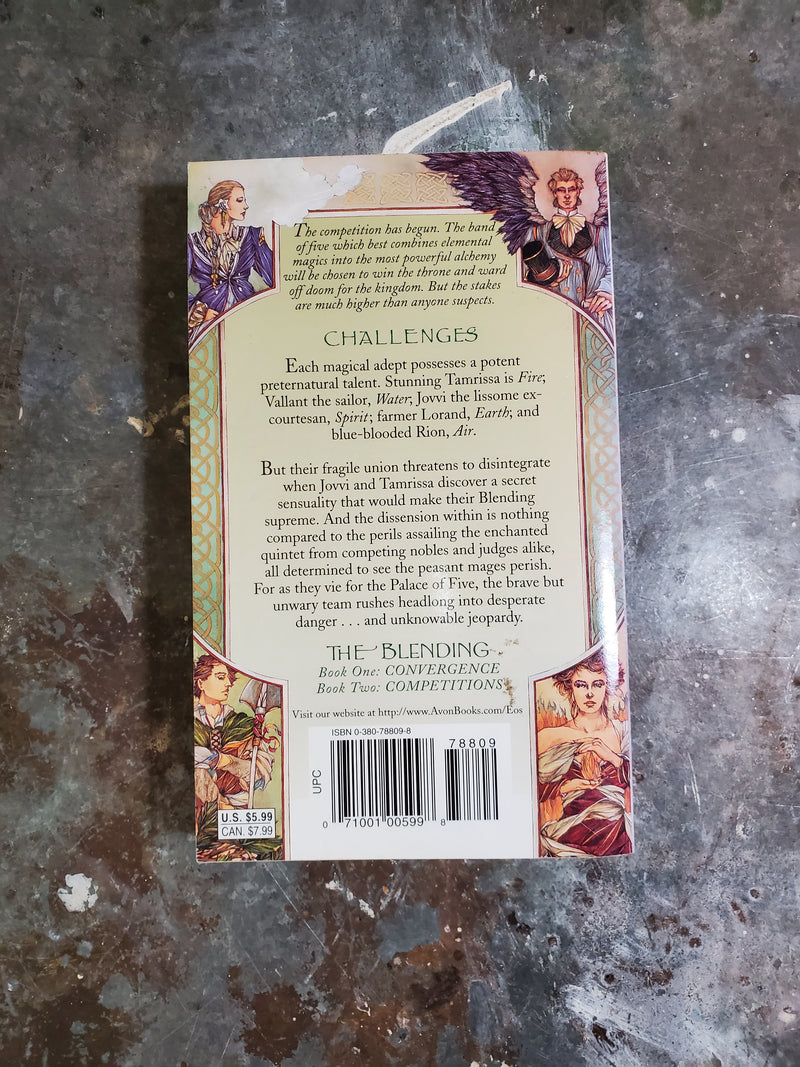 The competition has begun. The band
of five which best combines elemental
magics into the most powerful alchemy
will be chosen to win the throne and ward
off doom for the kingdom. But the stakes
are much higher than anyone suspects.
CHALLENGES
Each magical adept possesses a potent
preternatural talent. Stunning Tamrissa is Fire;
Vallant the sailor, Water; Jovvi the lissome ex-
courtesan, Spirit; farmer Lorand, Earth; and
blue-blooded Rion, Air.
But their fragile union threatens to disintegrate
when Jovvi and Tamrissa discover a secret
sensuality that would make their Blending
supreme. And the dissension within is nothing
compared to the perils assailing the enchanted
quintet from competing nobles and judges alike,
all determined to see the peasant mages perish.
For as they vie for the Palace of Five, the brave but
unwary team rushes headlong into desperate
danger . . . and unknowable jeopardy.
THE BLENDING
Book One: CONVERGENCE
Book Two: COMPETITIONS
Visit our website at http://www.AvonBooks.com/Eos
ISBN 0-380-78809-8
78809
UPC
0 71001 00599 8
U.S. $5.99
CAN. $7.99